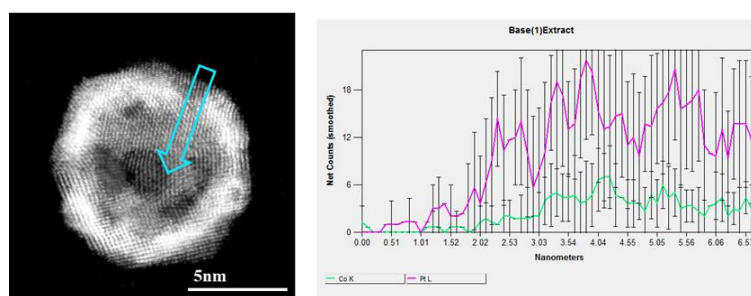 5nm
Base(1)Extract
Net Counts (smoothed)
18
12
6
0
0.00 0.51 1.01 1.52 2.02 2.53 3.03 3.54 4.04 4.55 5.05 5.56 6.06 6.57
Nanometers
Co K Pt L